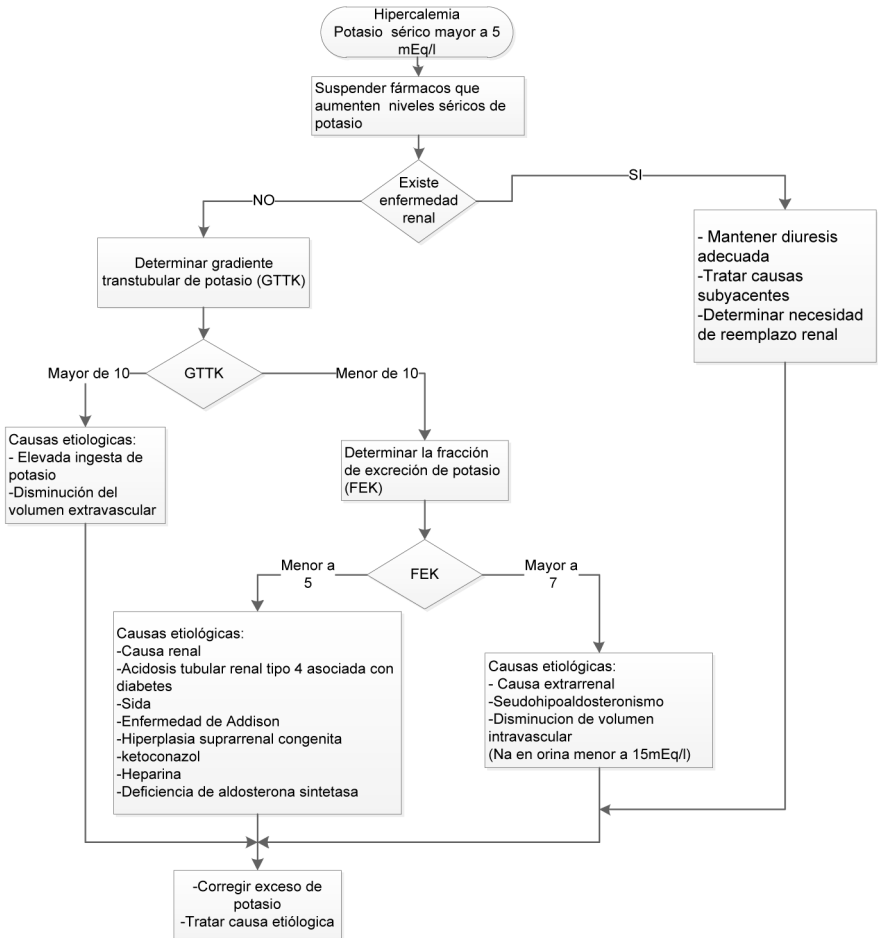 Hipercalemia
Potasio sérico mayor a 5
mEq/l
Suspender fármacos que
aumenten niveles séricos de
potasio
Existe
enfermedad
renal
NO
SI
Determinar gradiente
transtubular de potasio (GTTK)
- Mantener diuresis
adecuada
-Tratar causas
subyacentes
-Determinar necesidad
de reemplazo renal
GTTK
Mayor de 10
Menor de 10
Causas etiologicas:
- Elevada ingesta de
potasio
-Disminución del
volumen extravascular
Determinar la fracción
de excreción de potasio
(FEK)
FEK
Menor a
5
Mayor a
7
Causas etiológicas:
-Causa renal
-Acidosis tubular renal tipo 4 asociada con
diabetes
-Sida
-Enfermedad de Addison
-Hiperplasia suprarrenal congenita
-ketoconazol
-Heparina
-Deficiencia de aldosterona sintetasa
Causas etiológicas:
- Causa extrarrenal
-Seudohipoaldosteronismo
-Disminucion de volumen
intravascular
(Na en orina menor a 15mEq/l)
-Corregir exceso de
potasio
-Tratar causa etiólogica